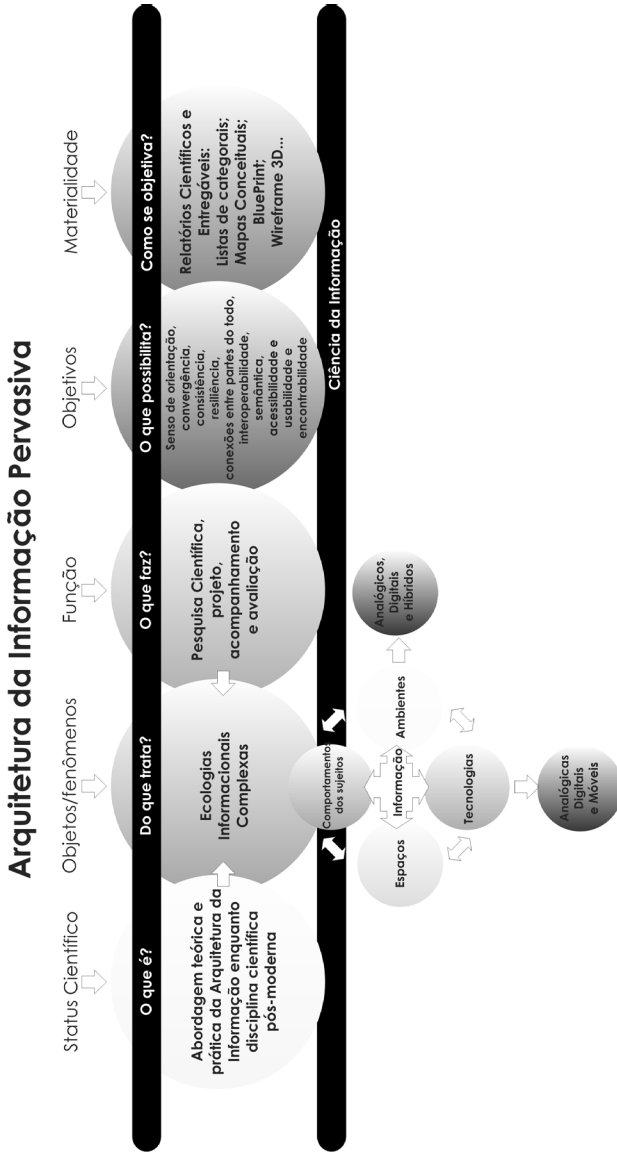 Arquitetura da Informação Pervasiva
Status Científico
Objetos/fenômenos
Função
Objetivos
Materialidade
O que é?
Do que trata?
O que faz?
O que possibilita?
Como se objetiva?
Abordagem teórica e
prática da Arquitetura da
Informação enquanto
disciplina científica
pós-moderna
Ecologias
Informacionais
Complexas
Pesquisa Científica,
projeto,
acompanhamento
e avaliação
Senso de orientação,
convergência,
consistência,
resiliência,
conexões entre partes do todo,
interoperabilidade,
semântica,
acessibilidade e
usabilidade e
encontrabilidade
Relatórios Científicos e
Entregáveis:
Listas de categorais;
Mapas Conceituais;
BluePrint;
Wireframe 3D...
Ciência da Informação
Comportamentos
dos sujeitos
Espaços
Informação
Ambientes
Analógicos,
Digitais
e Híbridos
Tecnologias
Analógicas
Digitais
e Móveis